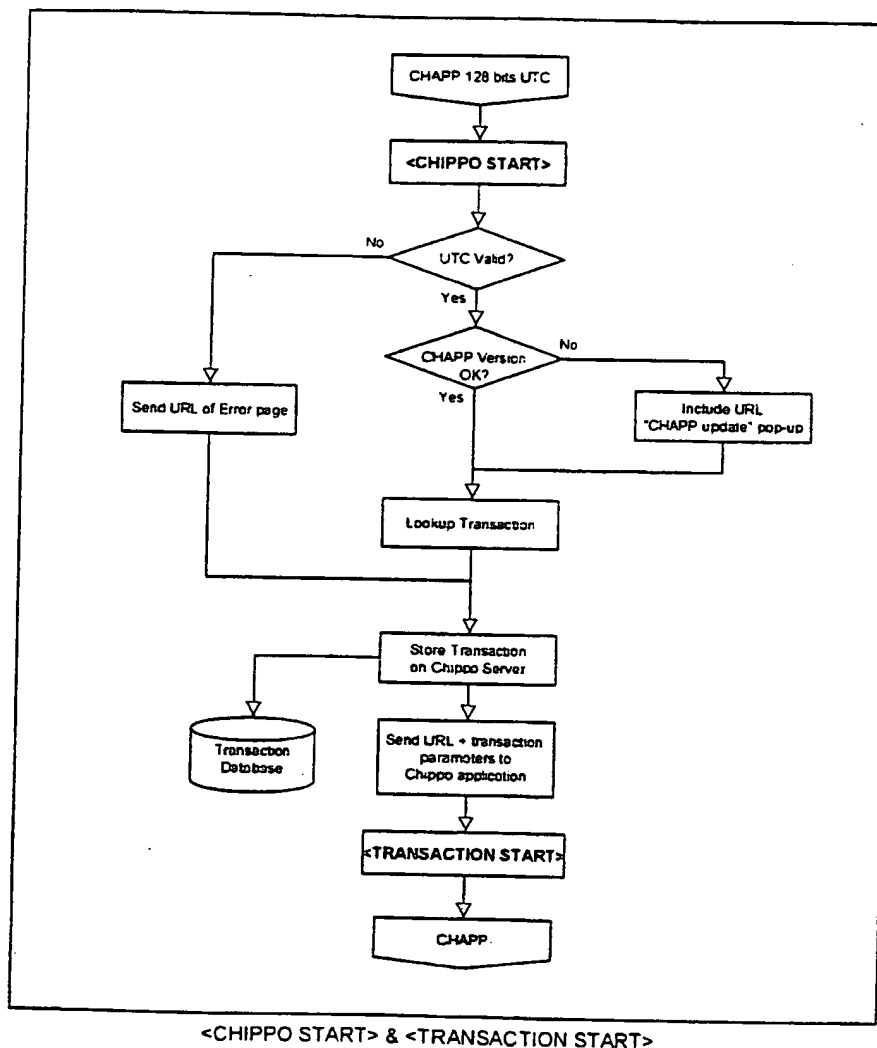 CHAPP 128 bits UTC
<CHIPPO START>
No
UTC Valid?
Yes
No
CHAPP Version
OK?
Yes
Send URL of Error page
Include URL
"CHAPP update" pop-up
Lookup Transaction
Store Transaction
on Chippo Server
Transaction
Database
Send URL + transaction
parameters to
Chippo application
<TRANSACTION START>
CHAPP
<CHIPPO START> & <TRANSACTION START>